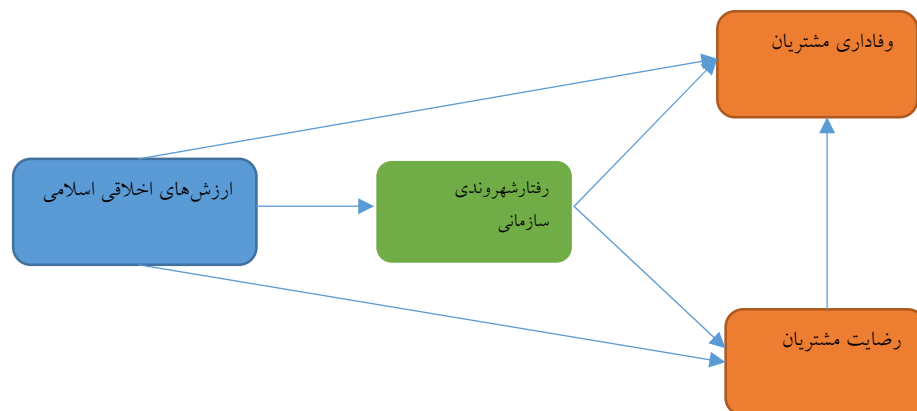 وفاداری مشتریان
ارزش‌های اخلاقی اسلامی
رفتارشهروندی
سازمانی
رضایت مشتریان